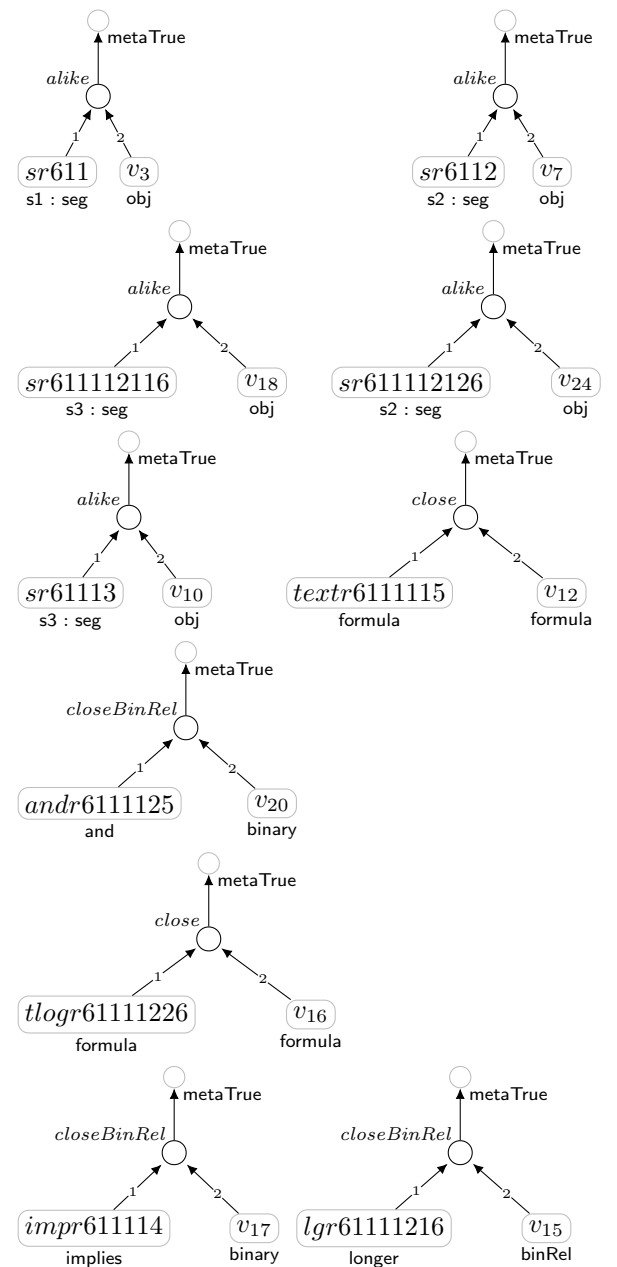 metaTrue metaTrue
alike alike
1 2 1 2
sr611 v3 sr6112 v7
s1 : seg obj s2 : seg obj
metaTrue metaTrue
alike alike
1 2 1 2
sr611112116 v18 sr611112126 v24
s3 : seg obj s2 : seg obj
metaTrue metaTrue
alike close
1 2 1 2
sr61113 v10 textr6111115 v12
s3 : seg obj formula formula
metaTrue
closeBinRel
1 2
andr6111125 v20
and binary
metaTrue
close
1 2
tlogr61111226 v16
formula formula
metaTrue metaTrue
closeBinRel closeBinRel
1 2 1 2
impr611114 v17 lgr61111216 v15
implies binary longer binRel